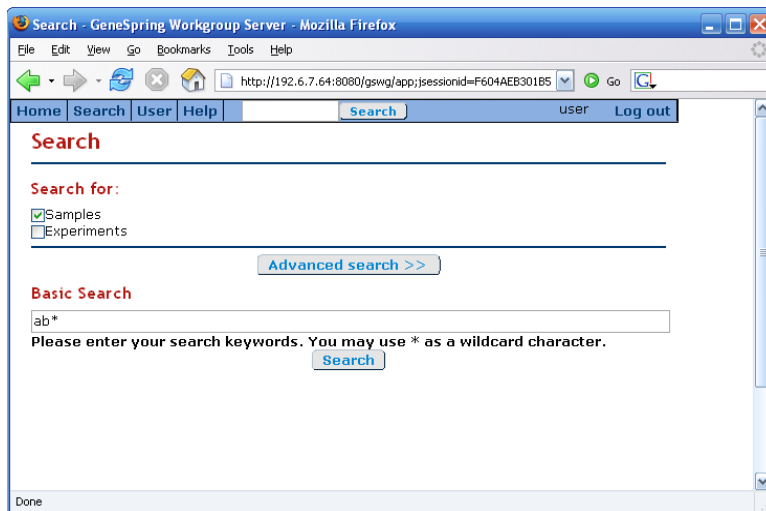 Search - GeneSpring Workgroup Server - Mozilla Firefox
File Edit View Go Bookmarks Tools Help
http://192.6.7.64:8080/gswg/app;jsessionid=F604AEB301B5 Go G
Home Search User Help Search user Log out
Search
Search for:
Samples
Experiments
Advanced search >>
Basic Search
ab*
Please enter your search keywords. You may use * as a wildcard character.
Search
Done